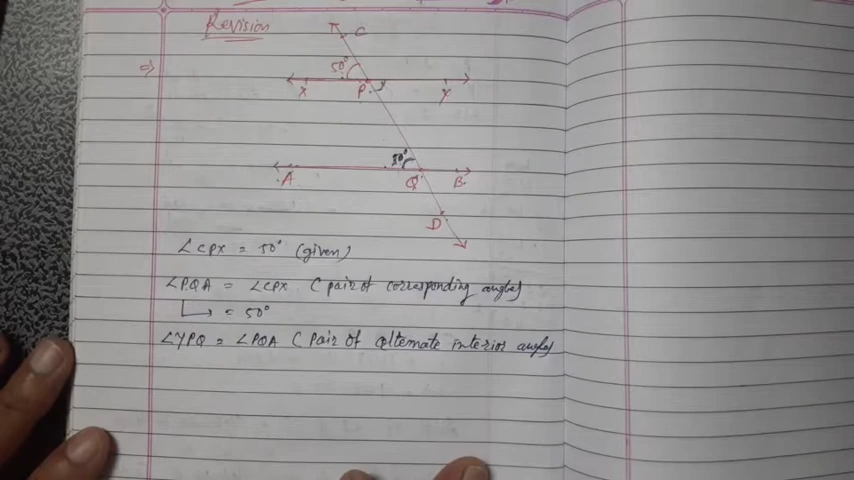 Revision
⇒
C
50°
X P Y
50°
A Q B
D
∠CPX = 50° (given)
∠PQA = ∠CPX (pair of corresponding angles
↳ = 50°
∠YPQ = ∠PQA (Pair of alternate interior angles